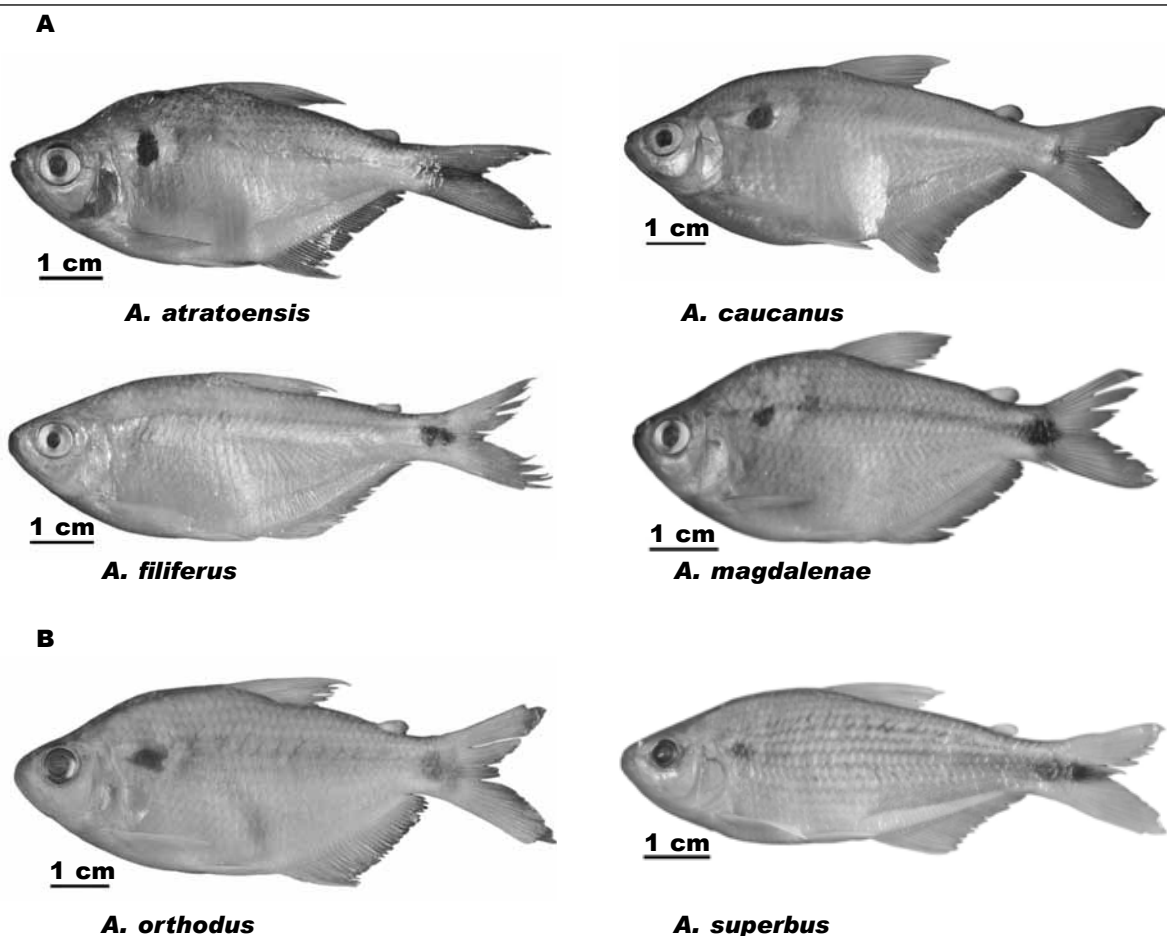 A
1 cm
1 cm
A. atratoensis
A. caucanus
1 cm
1 cm
A. filiferus
A. magdalenae
B
1 cm
1 cm
A. orthodus
A. superbus